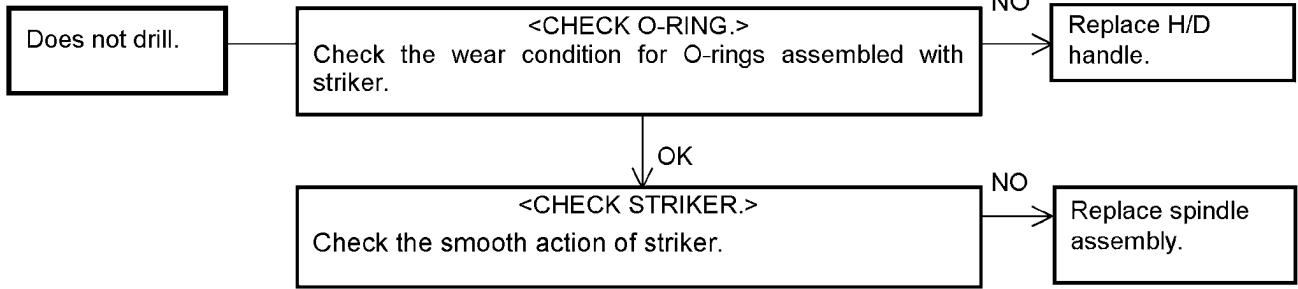 Does not drill.
<CHECK O-RING.>
Check the wear condition for O-rings assembled with
striker.
NO
Replace H/D
handle.
OK
<CHECK STRIKER.>
Check the smooth action of striker.
NO
Replace spindle
assembly.